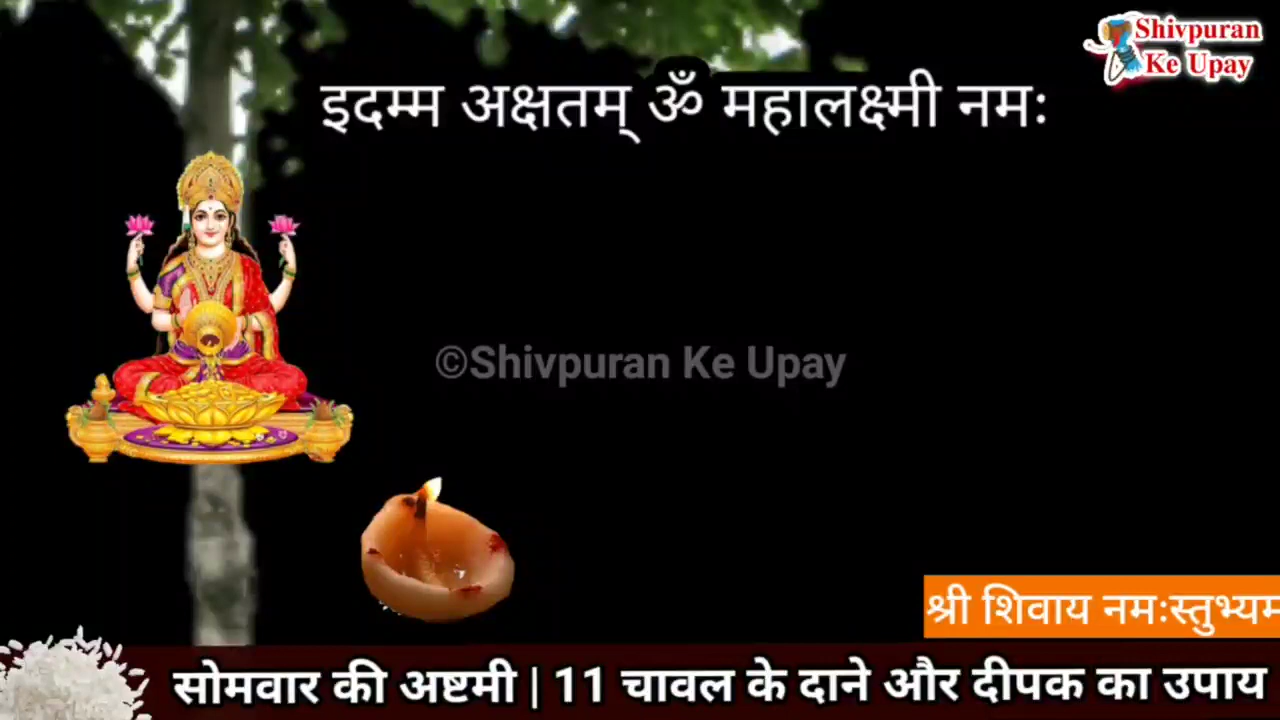 Shivpuran
Ke Upay
इदम्म अक्षतम् ॐ महालक्ष्मी नमः
©Shivpuran Ke Upay
श्री शिवाय नमःस्तुभ्यम
सोमवार की अष्टमी | 11 चावल के दाने और दीपक का उपाय